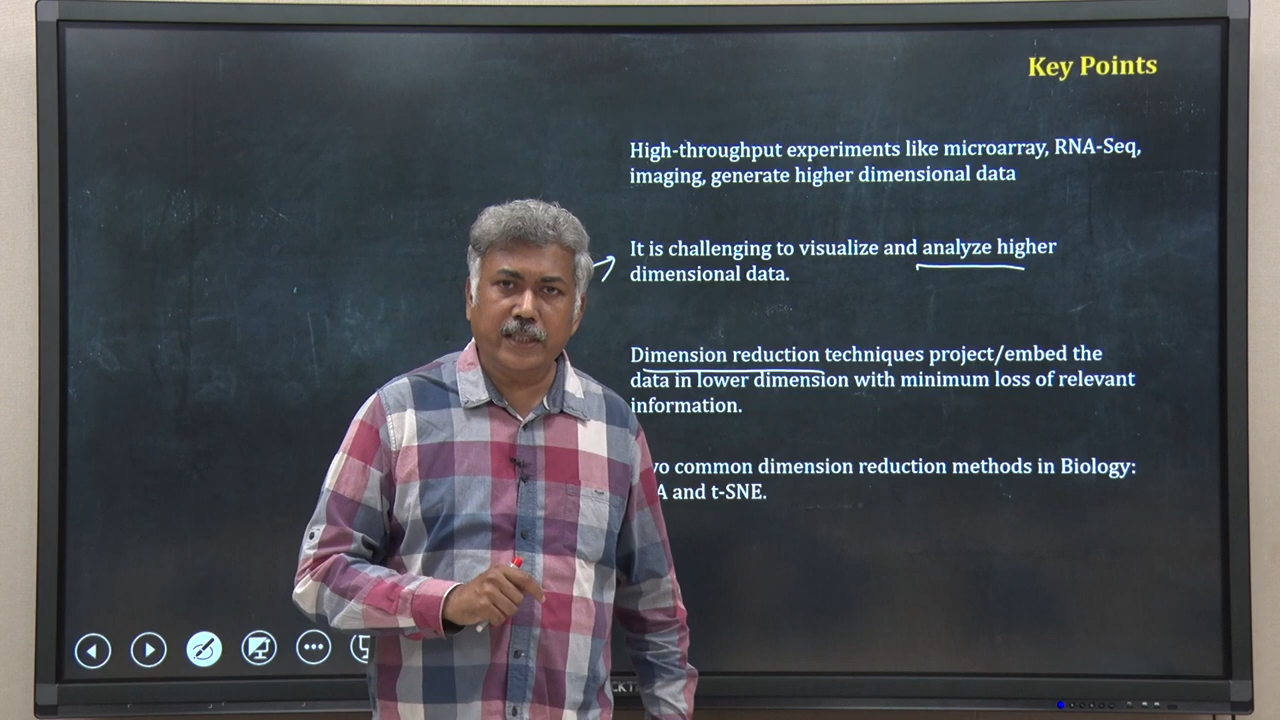 Key Points
High-throughput experiments like microarray, RNA-Seq,
imaging, generate higher dimensional data
It is challenging to visualize and analyze higher
dimensional data.
Dimension reduction techniques project/embed the
data in lower dimension with minimum loss of relevant
information.
common dimension reduction methods in Biology:
and t-SNE.